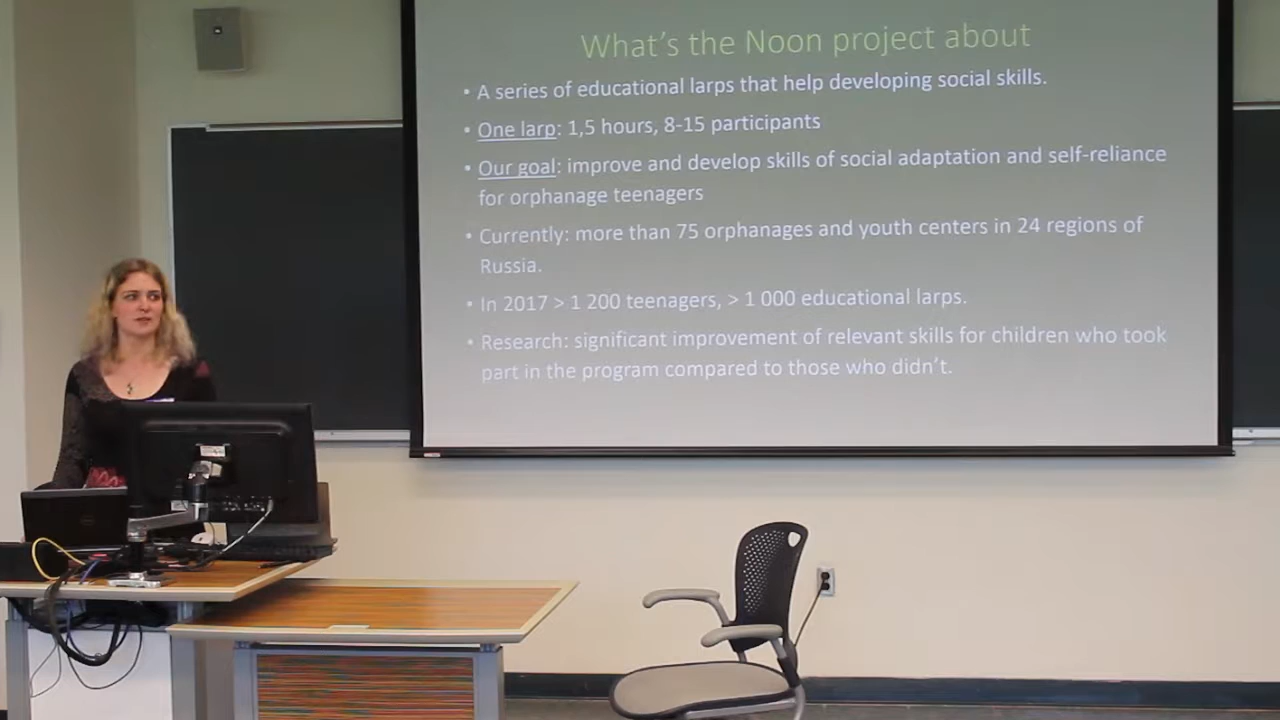 What's the Noon project about
• A series of educational larps that help developing social skills.
• One larp: 1,5 hours, 8-15 participants
• Our goal: improve and develop skills of social adaptation and self-reliance
for orphanage teenagers
• Currently: more than 75 orphanages and youth centers in 24 regions of
Russia.
• In 2017 > 1 200 teenagers, > 1 000 educational larps.
• Research: significant improvement of relevant skills for children who took
part in the program compared to those who didn't.